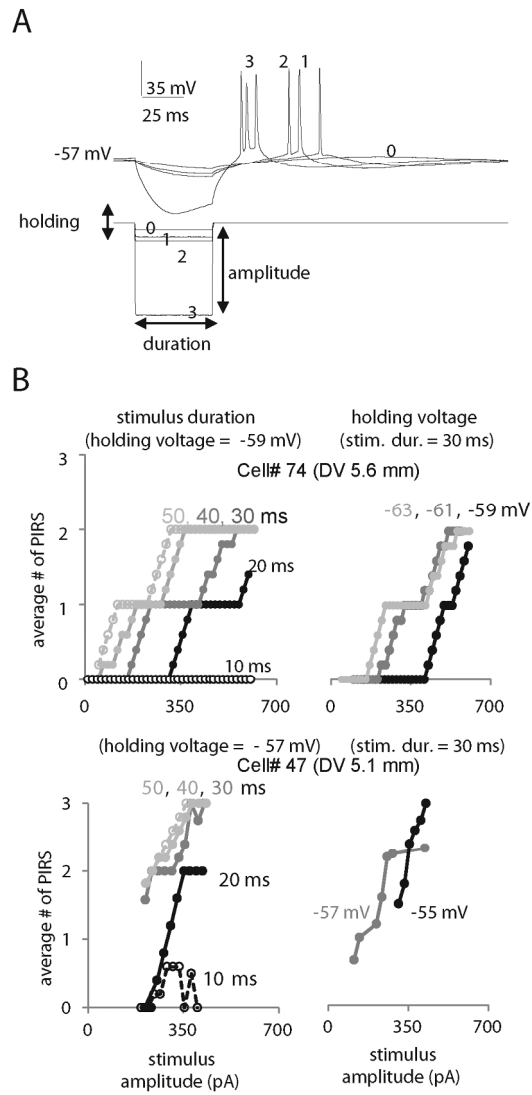 A
3 2 1
35 mV
25 ms
0
-57 mV
holding
0
1
2
amplitude
3
duration
B
stimulus duration
(holding voltage = -59 mV)
holding voltage
(stim. dur. = 30 ms)
Cell# 74 (DV 5.6 mm)
3
50, 40, 30 ms
-63, -61, -59 mV
2
20 ms
average # of PIRS
1
10 ms
0
0 350 700
0 350 700
(holding voltage = - 57 mV)
(stim. dur. = 30 ms)
Cell# 47 (DV 5.1 mm)
50, 40, 30 ms
3
2
20 ms
average # of PIRS
-57 mV
-55 mV
1
10 ms
0
0 350 700
0 350 700
stimulus
amplitude (pA)
stimulus
amplitude (pA)